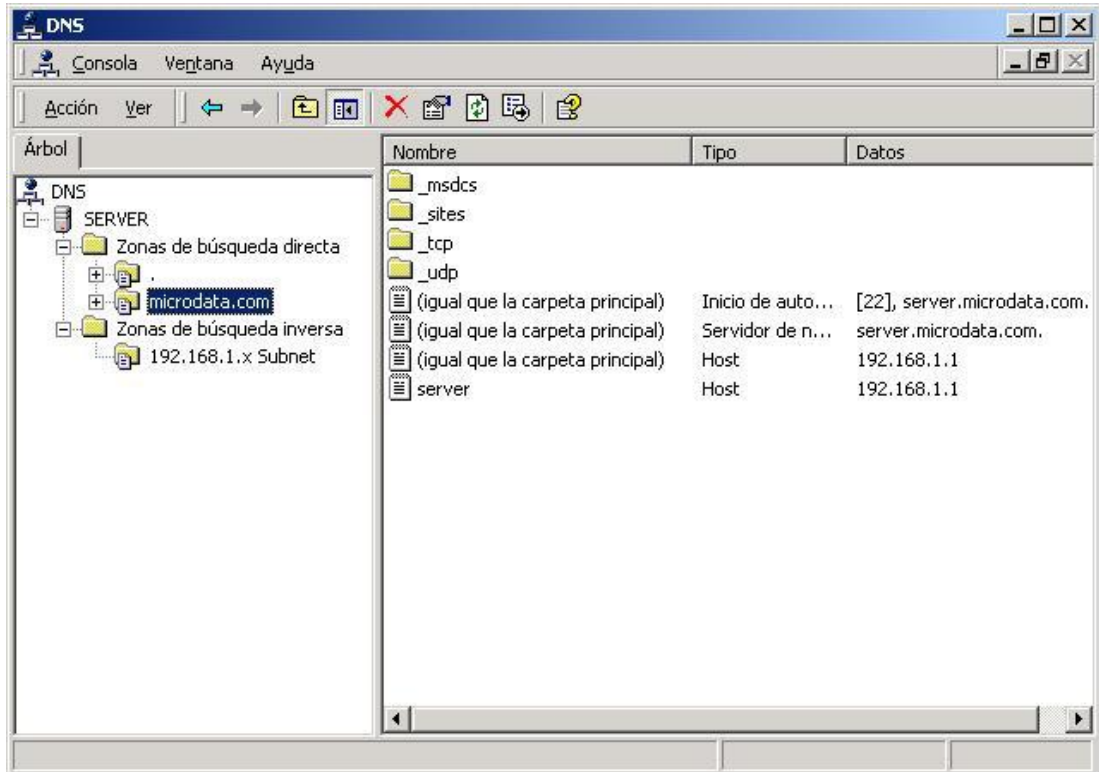 DNS
Consola Ventana Ayuda
Acción Ver
Árbol
Nombre Tipo Datos
DNS
SERVER
Zonas de búsqueda directa
.
microdata.com
Zonas de búsqueda inversa
192.168.1.x Subnet
_msdcs
_sites
_tcp
_udp
(igual que la carpeta principal) Inicio de auto... [22], server.microdata.com.
(igual que la carpeta principal) Servidor de n... server.microdata.com.
(igual que la carpeta principal) Host 192.168.1.1
server Host 192.168.1.1